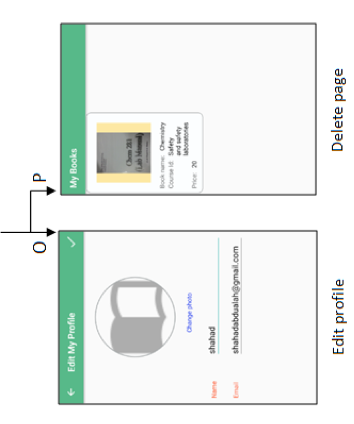 O
P
← Edit My Profile ✓
Change photo
Name
shahad
Email
shahadabdualah@gmail.com
Edit profile
My Books
Chem 283
(Lab Manual)
Book name: Chemistry
Course Id: Safety
and safety
laboratories
Price: 20
Delete page